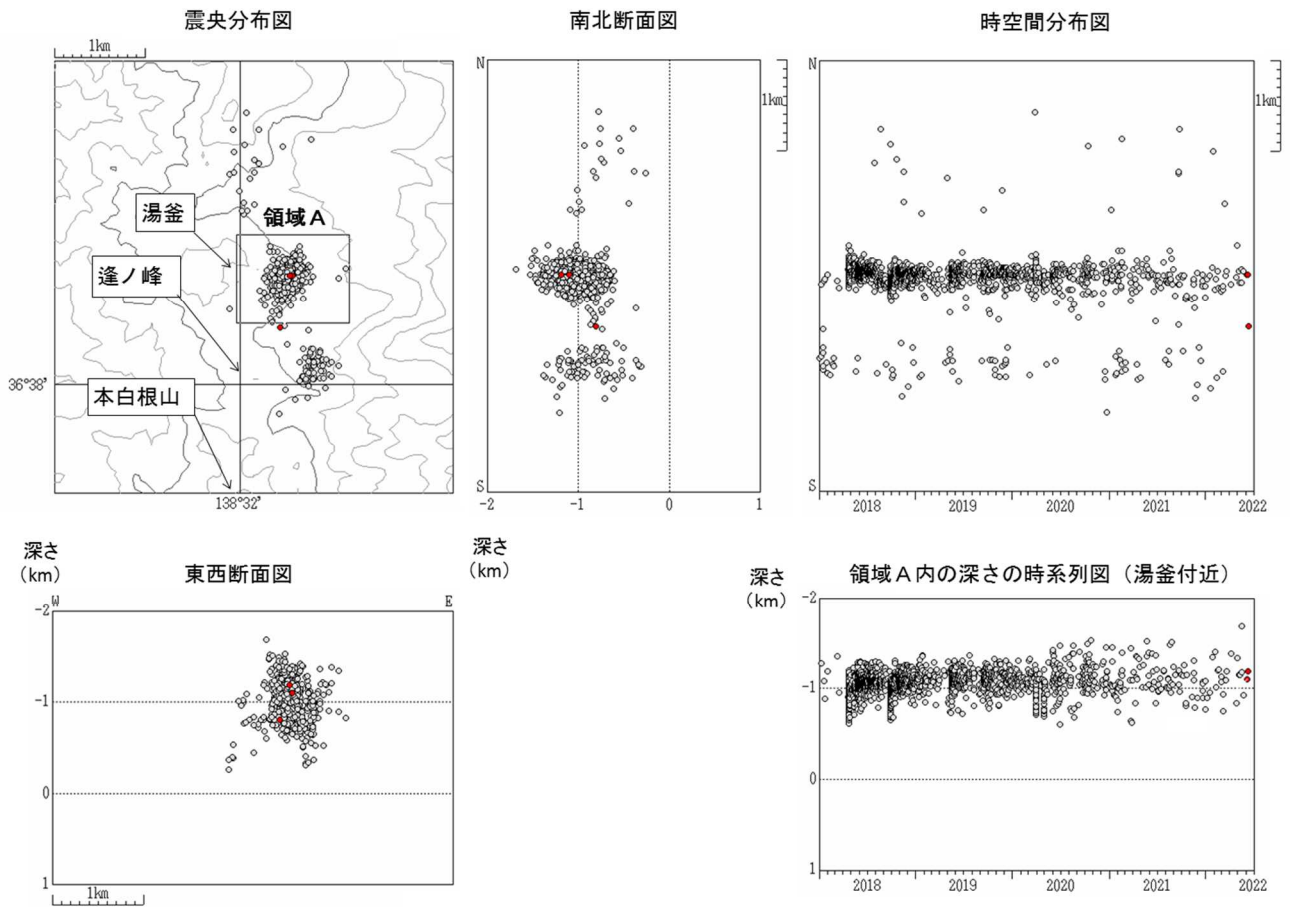 震央分布図
南北断面図
時空間分布図
1km
N
N
1km
1km
湯釜
領域A
逢ノ峰
36°38'
本白根山
138°32'
S
-2
-1
0
1
S
2018
2019
2020
2021
2022
深さ
(km)
東西断面図
深さ
(km)
深さ
(km)
領域A内の深さの時系列図(湯釜付近)
W
E
-2
-1
0
1
1km
-2
-1
0
1
2018
2019
2020
2021
2022